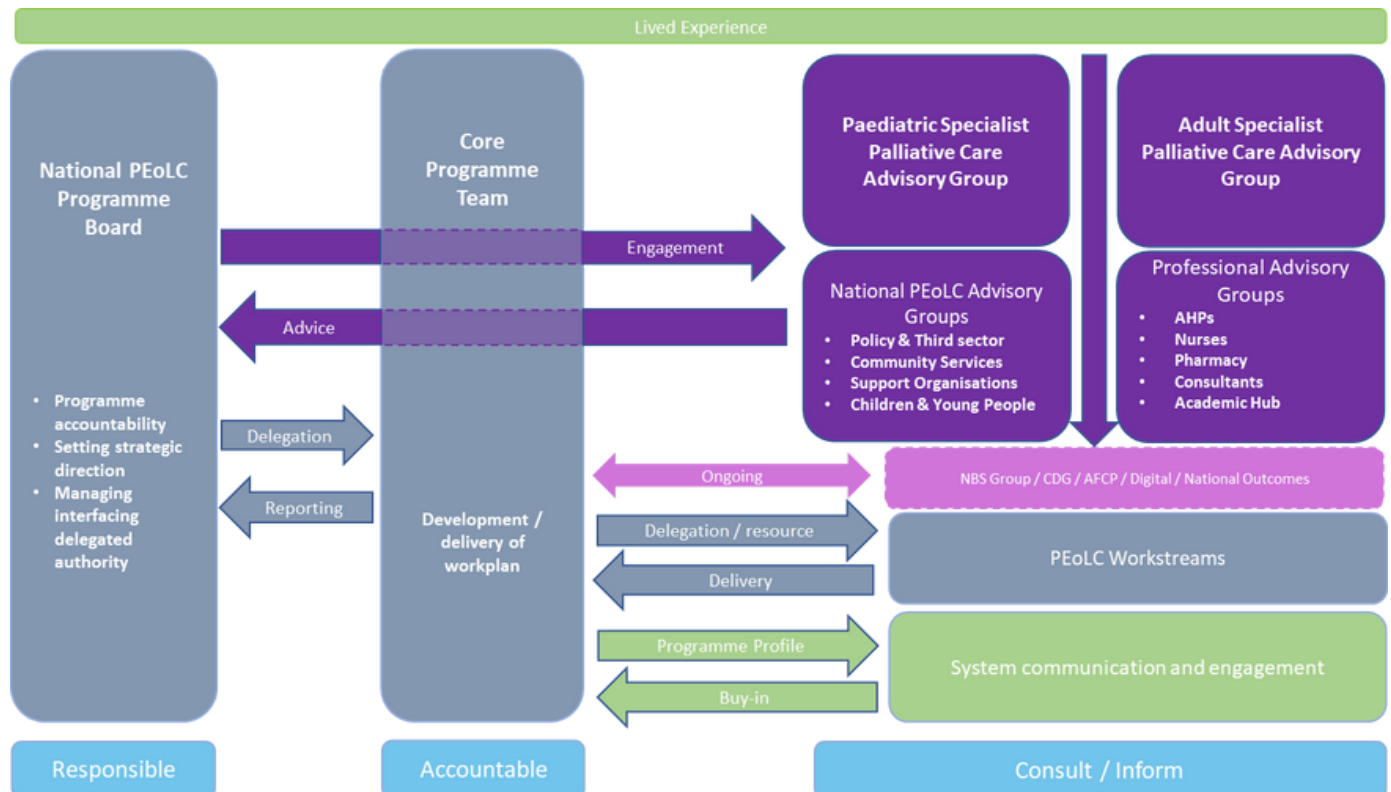 Lived Experience
National PEoLC
Programme
Board
• Programme
accountability
• Setting strategic
direction
• Managing
interfacing
delegated
authority
Core
Programme
Team
Development /
delivery of
workplan
Engagement
Advice
Delegation
Reporting
Paediatric Specialist
Palliative Care
Advisory Group
Adult Specialist
Palliative Care Advisory
Group
National PEoLC Advisory
Groups
• Policy & Third sector
• Community Services
• Support Organisations
• Children & Young People
Professional Advisory
Groups
• AHPs
• Nurses
• Pharmacy
• Consultants
• Academic Hub
Ongoing
NBS Group / CDG / AFCP / Digital / National Outcomes
Delegation / resource
Delivery
PEoLC Workstreams
Programme Profile
Buy-in
System communication and engagement
Responsible
Accountable
Consult / Inform